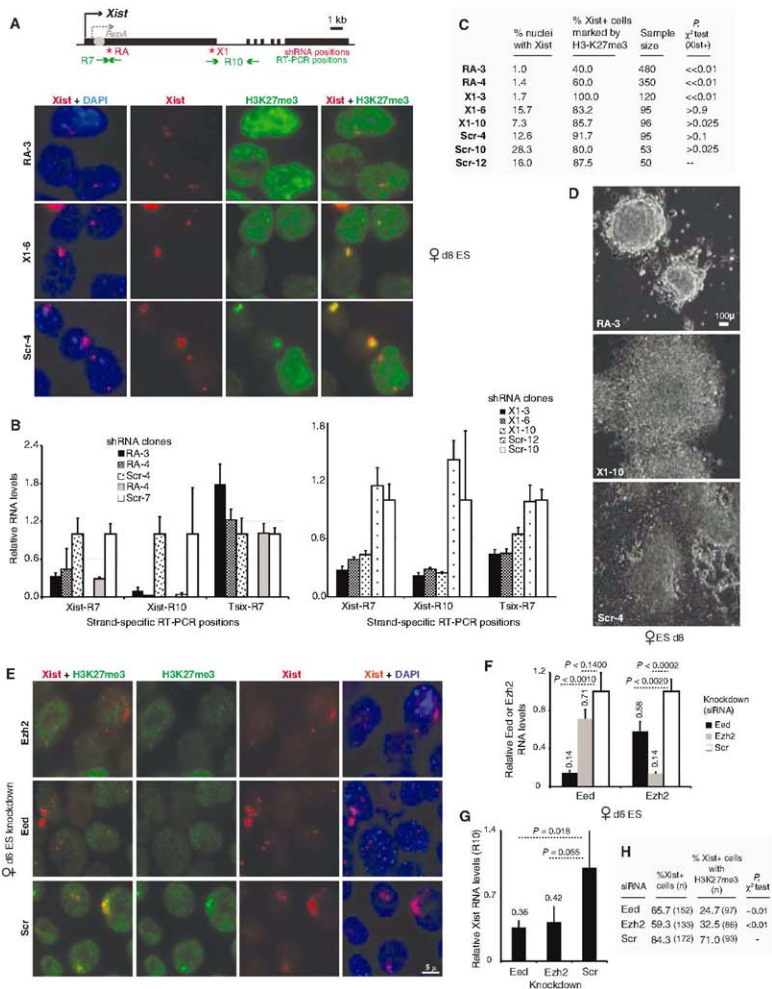 A
Xist
RepA
1 kb
* RA
* X1
shRNA positions
R7
R10
RT-PCR positions
Xist + DAPI
Xist
H3K27me3
Xist + H3K27me3
RA-3
X1-6
Scr-4
♀ d8 ES
C
% nuclei with Xist
% Xist+ cells marked by H3-K27me3
Sample size
P, χ² test (Xist+)
RA-3 1.0 40.0 480 <<0.01
RA-4 1.4 60.0 350 <<0.01
X1-3 1.7 100.0 120 <<0.01
X1-6 15.7 83.2 95 >0.9
X1-10 7.3 85.7 96 >0.025
Scr-4 12.6 91.7 95 >0.1
Scr-10 28.3 80.0 53 >0.025
Scr-12 16.0 87.5 50 --
D
RA-3
100µ
X1-10
Scr-4
♀ ES d8
B
Relative RNA levels
2.4
1.8
1.2
0.6
0.0
shRNA clones
RA-3
RA-4
Scr-4
RA-4
Scr-7
Xist-R7
Xist-R10
Tsix-R7
Strand-specific RT-PCR positions
1.8
1.2
0.6
0.0
shRNA clones
X1-3
X1-6
X1-10
Scr-12
Scr-10
Xist-R7
Xist-R10
Tsix-R7
Strand-specific RT-PCR positions
E
Xist + H3K27me3
H3K27me3
Xist
Xist + DAPI
♀ d6 ES knockdown
Ezh2
Eed
Scr
5 µ
F
Relative Eed or Ezh2 RNA levels
1.2
0.8
0.4
0
P < 0.1400
P < 0.0010
P < 0.0002
P < 0.0020
0.14
0.71
0.58
0.14
Eed
Ezh2
Knockdown (siRNA)
Eed
Ezh2
Scr
♀ d6 ES
G
Relative Xist RNA levels (R10)
1.4
0.7
0
P = 0.018
P = 0.055
0.36
0.42
Eed
Ezh2
Scr
Knockdown
H
siRNA
%Xist+ cells (n)
% Xist+ cells with H3K27me3 (n)
P, χ² test
Eed 65.7 (152) 24.7 (97) ~0.01
Ezh2 59.3 (133) 32.5 (86) <0.01
Scr 84.3 (172) 71.0 (93) -